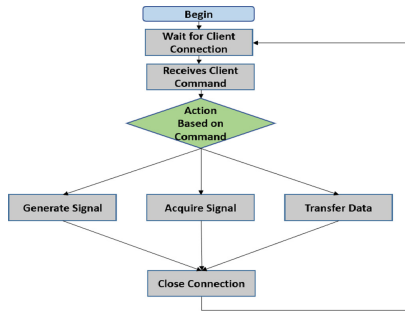 Begin
Wait for Client
Connection
Receives Client
Command
Action
Based on
Command
Generate Signal
Acquire Signal
Transfer Data
Close Connection